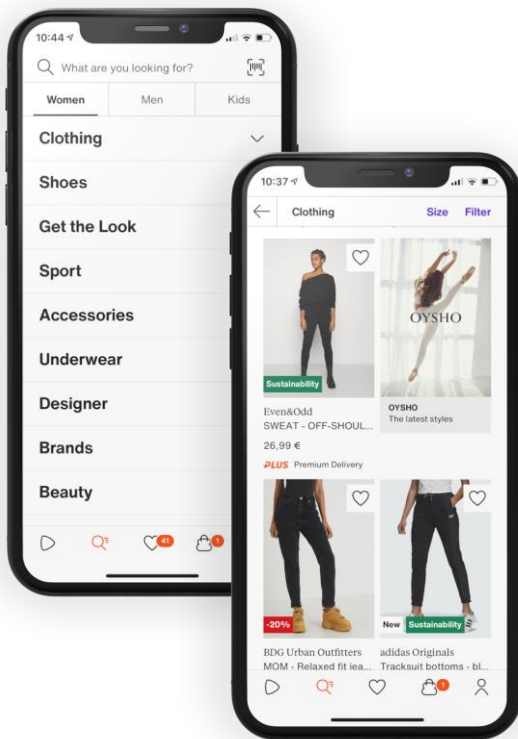 10:44
What are you looking for?
Women Men Kids
Clothing
Shoes
Get the Look
Sport
Accessories
Underwear
Designer
Brands
Beauty
41 1
10:37
Clothing Size Filter
Sustainability
Even&Odd
SWEAT - OFF-SHOUL...
26,99 €
PLUS Premium Delivery
OYSHO
OYSHO
The latest styles
-20%
BDG Urban Outfitters
MOM - Relaxed fit jea...
New Sustainability
adidas Originals
Tracksuit bottoms - bl...
1